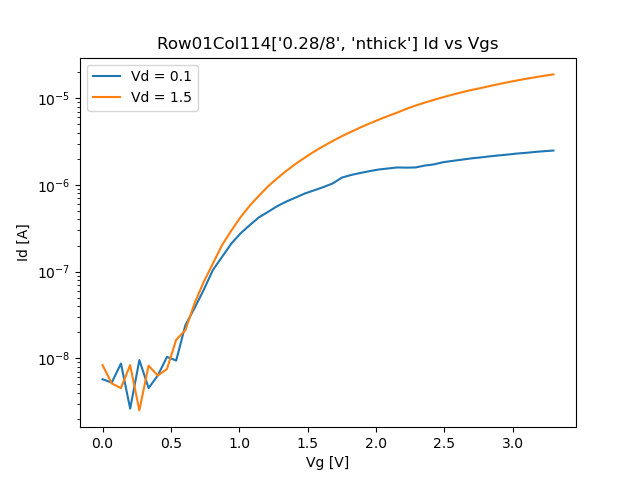 Row01Col114['0.28/8', 'nthick'] Id vs Vgs
Vd = 0.1
Vd = 1.5
Id [A]
10⁻⁵
10⁻⁶
10⁻⁷
10⁻⁸
0.0 0.5 1.0 1.5 2.0 2.5 3.0
Vg [V]